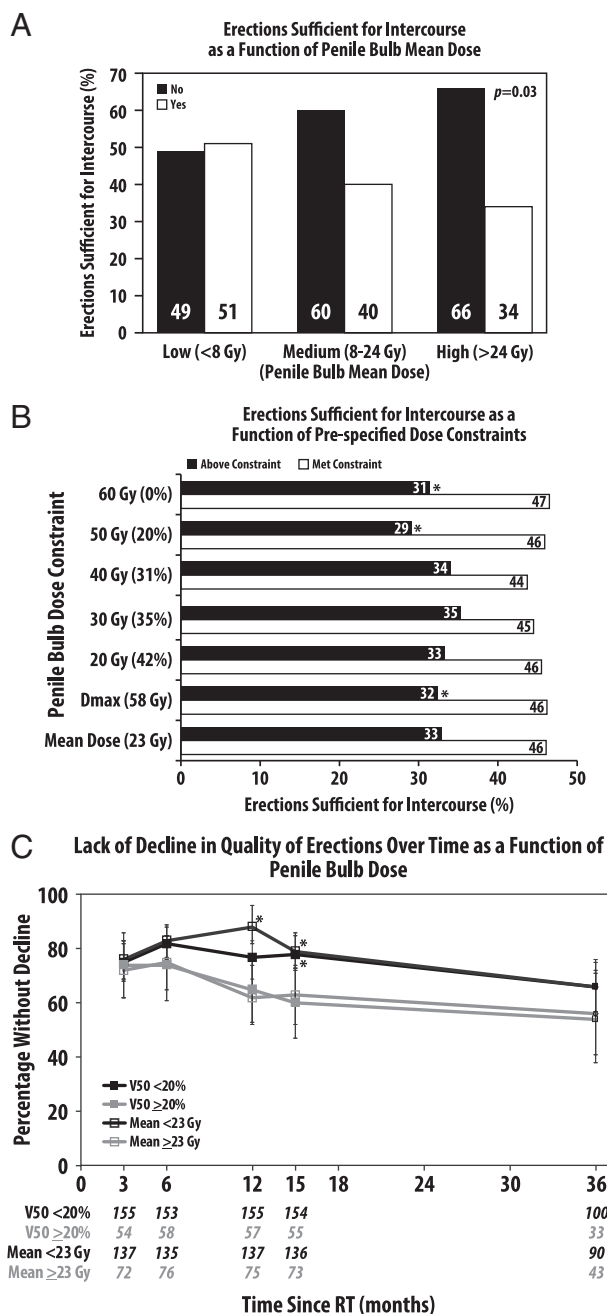 A
Erections Sufficient for Intercourse
as a Function of Penile Bulb Mean Dose
Erections Sufficient for Intercourse (%)
70
60
50
40
30
20
10
0
No
Yes
p=0.03
49 51 60 40 66 34
Low (<8 Gy) Medium (8-24 Gy) High (>24 Gy)
(Penile Bulb Mean Dose)
B
Erections Sufficient for Intercourse as a
Function of Pre-specified Dose Constraints
Above Constraint Met Constraint
Penile Bulb Dose Constraint
60 Gy (0%) 31 *
47
50 Gy (20%) 29 *
46
40 Gy (31%) 34
44
30 Gy (35%) 35
45
20 Gy (42%) 33
46
Dmax (58 Gy) 32 *
46
Mean Dose (23 Gy) 33
46
0 10 20 30 40 50
Erections Sufficient for Intercourse (%)
C
Lack of Decline in Quality of Erections Over Time as a Function of
Penile Bulb Dose
Percentage Without Decline
100
80
60
40
20
0
*
*
*
V50 <20%
V50 ≥20%
Mean <23 Gy
Mean ≥23 Gy
0 3 6 12 15 18 24 30 36
V50 <20% 155 153 155 154 100
V50 ≥20% 54 58 57 55 33
Mean <23 Gy 137 135 137 136 90
Mean ≥23 Gy 72 76 75 73 43
Time Since RT (months)